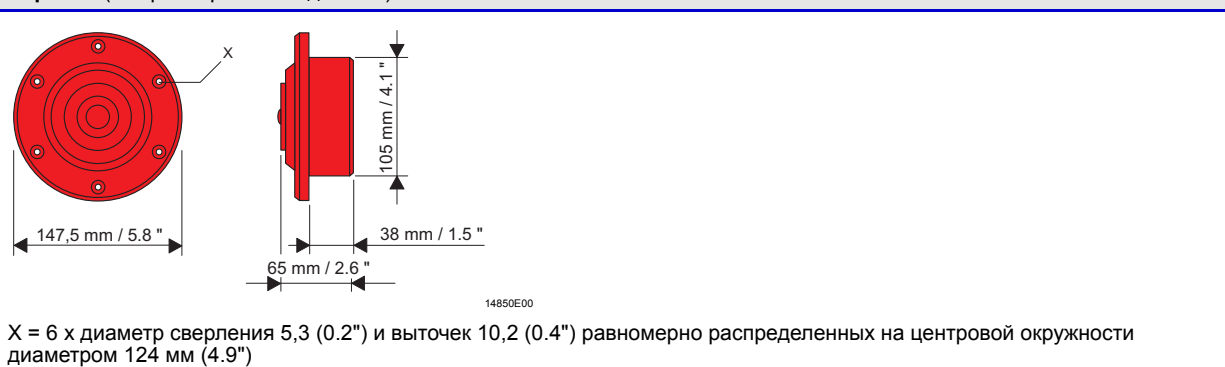 X
105 mm / 4.1 "
147,5 mm / 5.8 "
38 mm / 1.5 "
65 mm / 2.6 "
14850E00
X = 6 x диаметр сверления 5,3 (0.2") и выточек 10,2 (0.4") равномерно распределенных на центровой окружности
диаметром 124 мм (4.9")